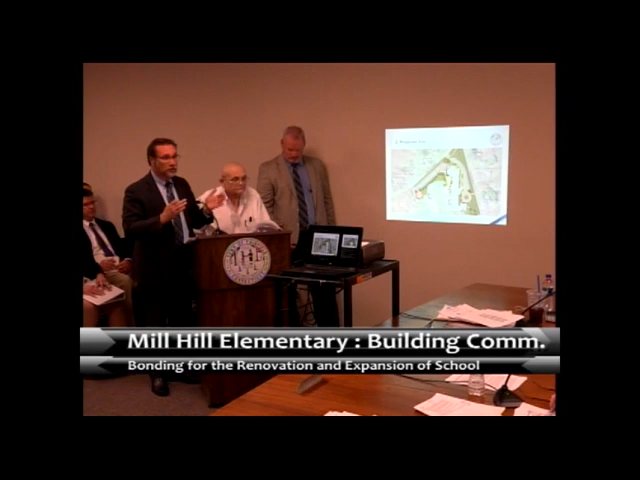 Mill Hill Elementary : Building Comm.
Bonding for the Renovation and Expansion of School